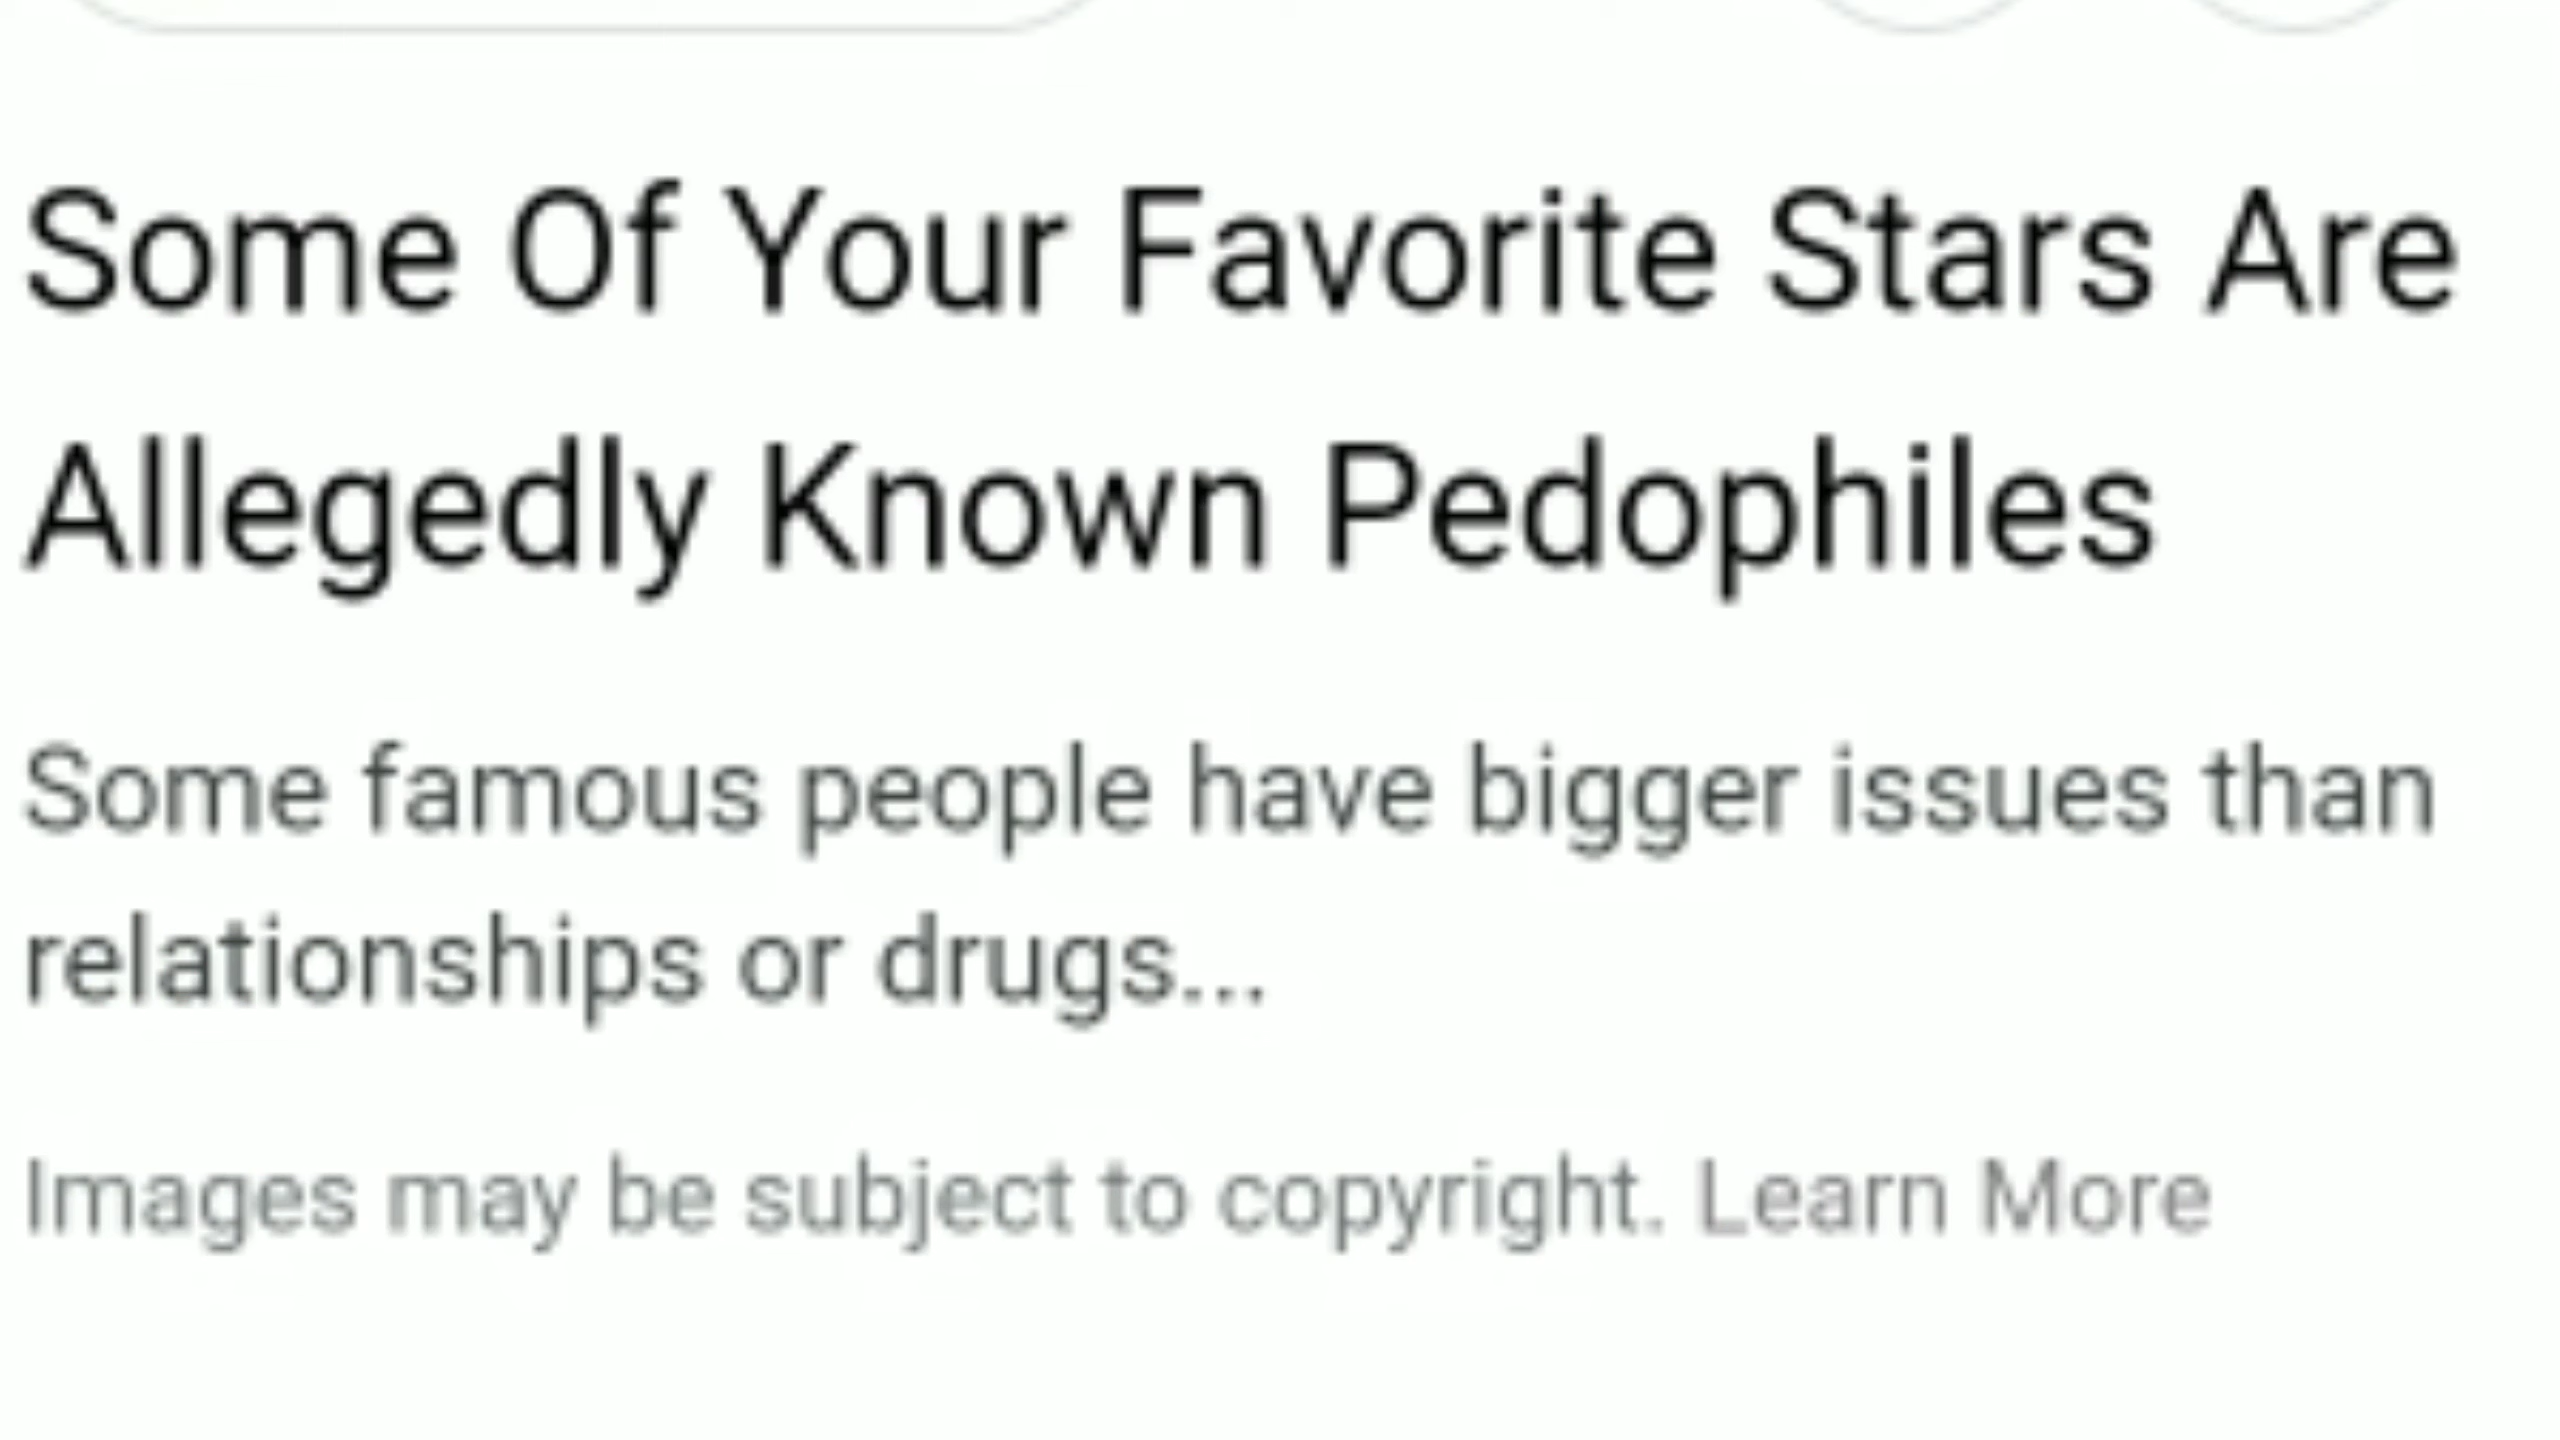 Some Of Your Favorite Stars Are
Allegedly Known Pedophiles
Some famous people have bigger issues than
relationships or drugs...
Images may be subject to copyright. Learn More